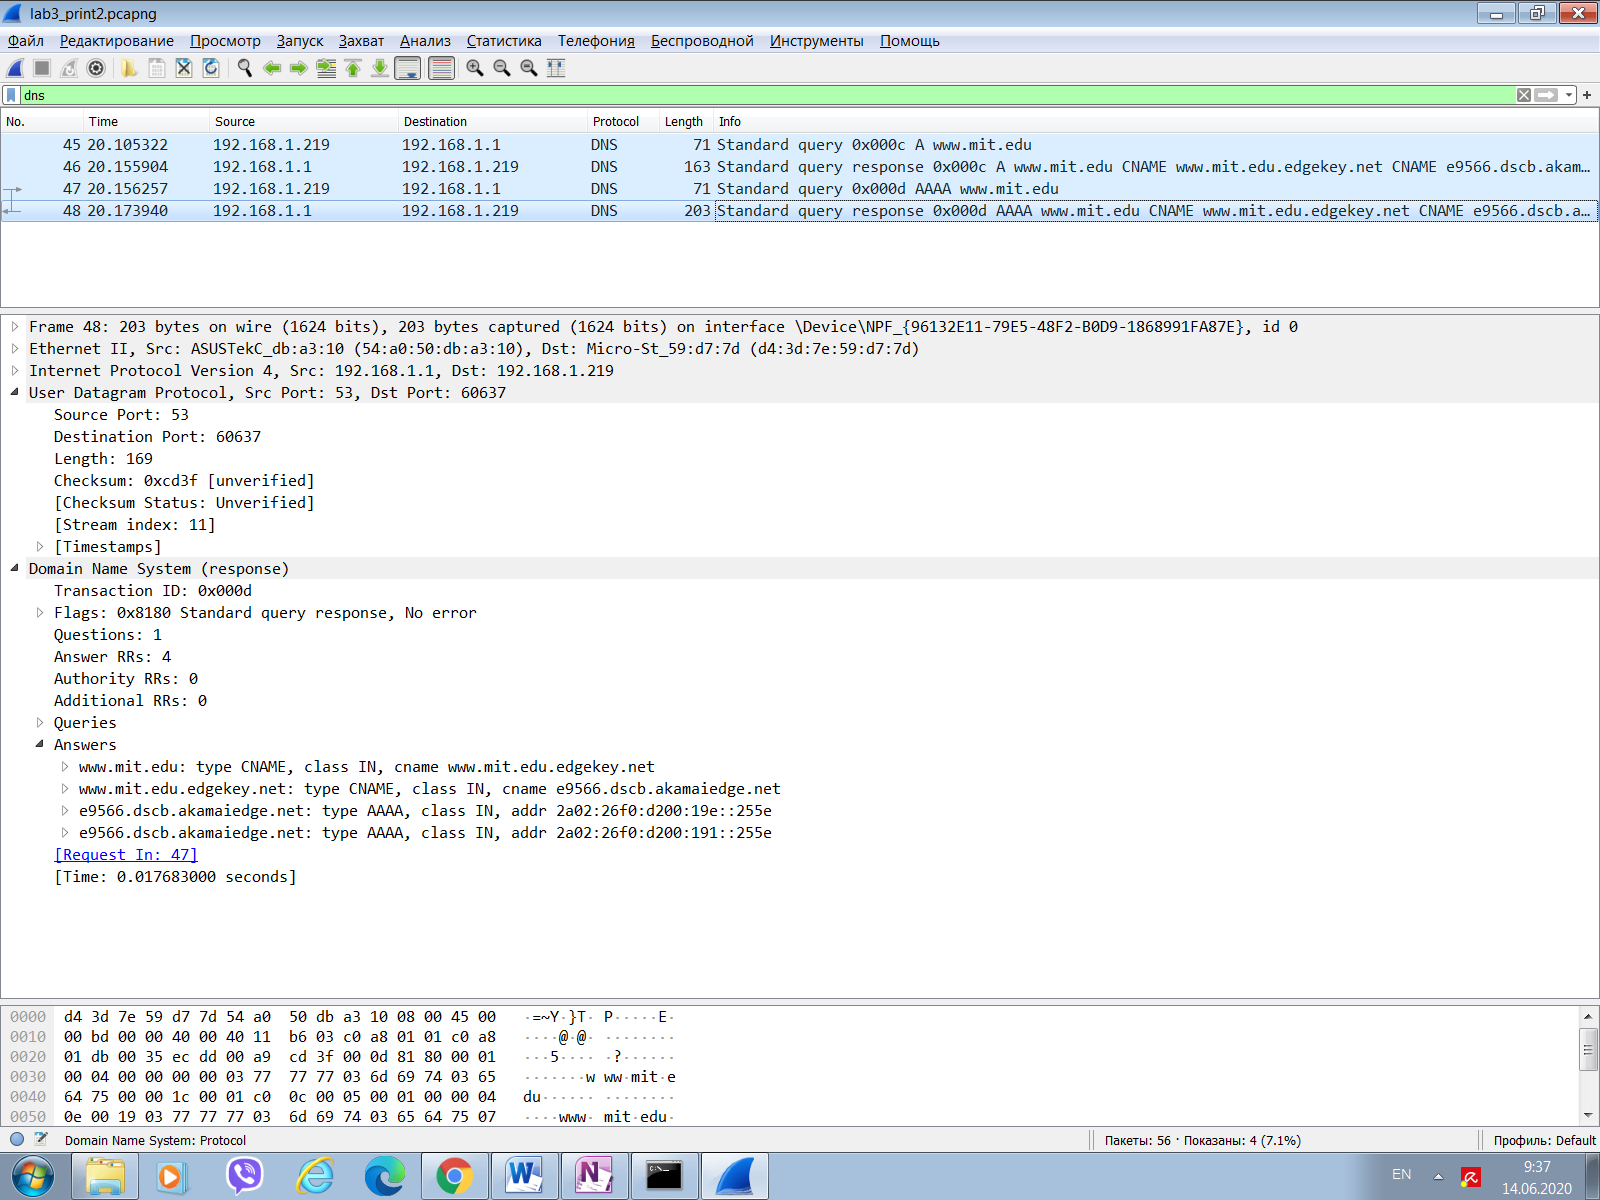 lab3_print2.pcapng
Файл Редактирование Просмотр Запуск Захват Анализ Статистика Телефония Беспроводной Инструменты Помощь
dns
No. Time Source Destination Protocol Length Info
45 20.105322 192.168.1.219 192.168.1.1 DNS 71 Standard query 0x000c A www.mit.edu
46 20.155904 192.168.1.1 192.168.1.219 DNS 163 Standard query response 0x000c A www.mit.edu CNAME www.mit.edu.edgekey.net CNAME e9566.dscb.akam…
47 20.156257 192.168.1.219 192.168.1.1 DNS 71 Standard query 0x000d AAAA www.mit.edu
48 20.173940 192.168.1.1 192.168.1.219 DNS 203 Standard query response 0x000d AAAA www.mit.edu CNAME www.mit.edu.edgekey.net CNAME e9566.dscb.a…
Frame 48: 203 bytes on wire (1624 bits), 203 bytes captured (1624 bits) on interface \Device\NPF_{96132E11-79E5-48F2-B0D9-1868991FA87E}, id 0
Ethernet II, Src: ASUSTekC_db:a3:10 (54:a0:50:db:a3:10), Dst: Micro-St_59:d7:7d (d4:3d:7e:59:d7:7d)
Internet Protocol Version 4, Src: 192.168.1.1, Dst: 192.168.1.219
User Datagram Protocol, Src Port: 53, Dst Port: 60637
Source Port: 53
Destination Port: 60637
Length: 169
Checksum: 0xcd3f [unverified]
[Checksum Status: Unverified]
[Stream index: 11]
[Timestamps]
Domain Name System (response)
Transaction ID: 0x000d
Flags: 0x8180 Standard query response, No error
Questions: 1
Answer RRs: 4
Authority RRs: 0
Additional RRs: 0
Queries
Answers
www.mit.edu: type CNAME, class IN, cname www.mit.edu.edgekey.net
www.mit.edu.edgekey.net: type CNAME, class IN, cname e9566.dscb.akamaiedge.net
e9566.dscb.akamaiedge.net: type AAAA, class IN, addr 2a02:26f0:d200:19e::255e
e9566.dscb.akamaiedge.net: type AAAA, class IN, addr 2a02:26f0:d200:191::255e
[Request In: 47]
[Time: 0.017683000 seconds]
0000 d4 3d 7e 59 d7 7d 54 a0 50 db a3 10 08 00 45 00 ·=~Y·}T· P·····E·
0010 00 bd 00 00 40 00 40 11 b6 03 c0 a8 01 01 c0 a8 ····@·@· ········
0020 01 db 00 35 ec dd 00 a9 cd 3f 00 0d 81 80 00 01 ···5···· ·?······
0030 00 04 00 00 00 00 03 77 77 77 03 6d 69 74 03 65 ·······w ww·mit·e
0040 64 75 00 00 1c 00 01 c0 0c 00 05 00 01 00 00 04 du······ ········
0050 0e 00 19 03 77 77 77 03 6d 69 74 03 65 64 75 07 ····www· mit·edu·
Domain Name System: Protocol Пакеты: 56 · Показаны: 4 (7.1%) Профиль: Default
EN 9:37
14.06.2020